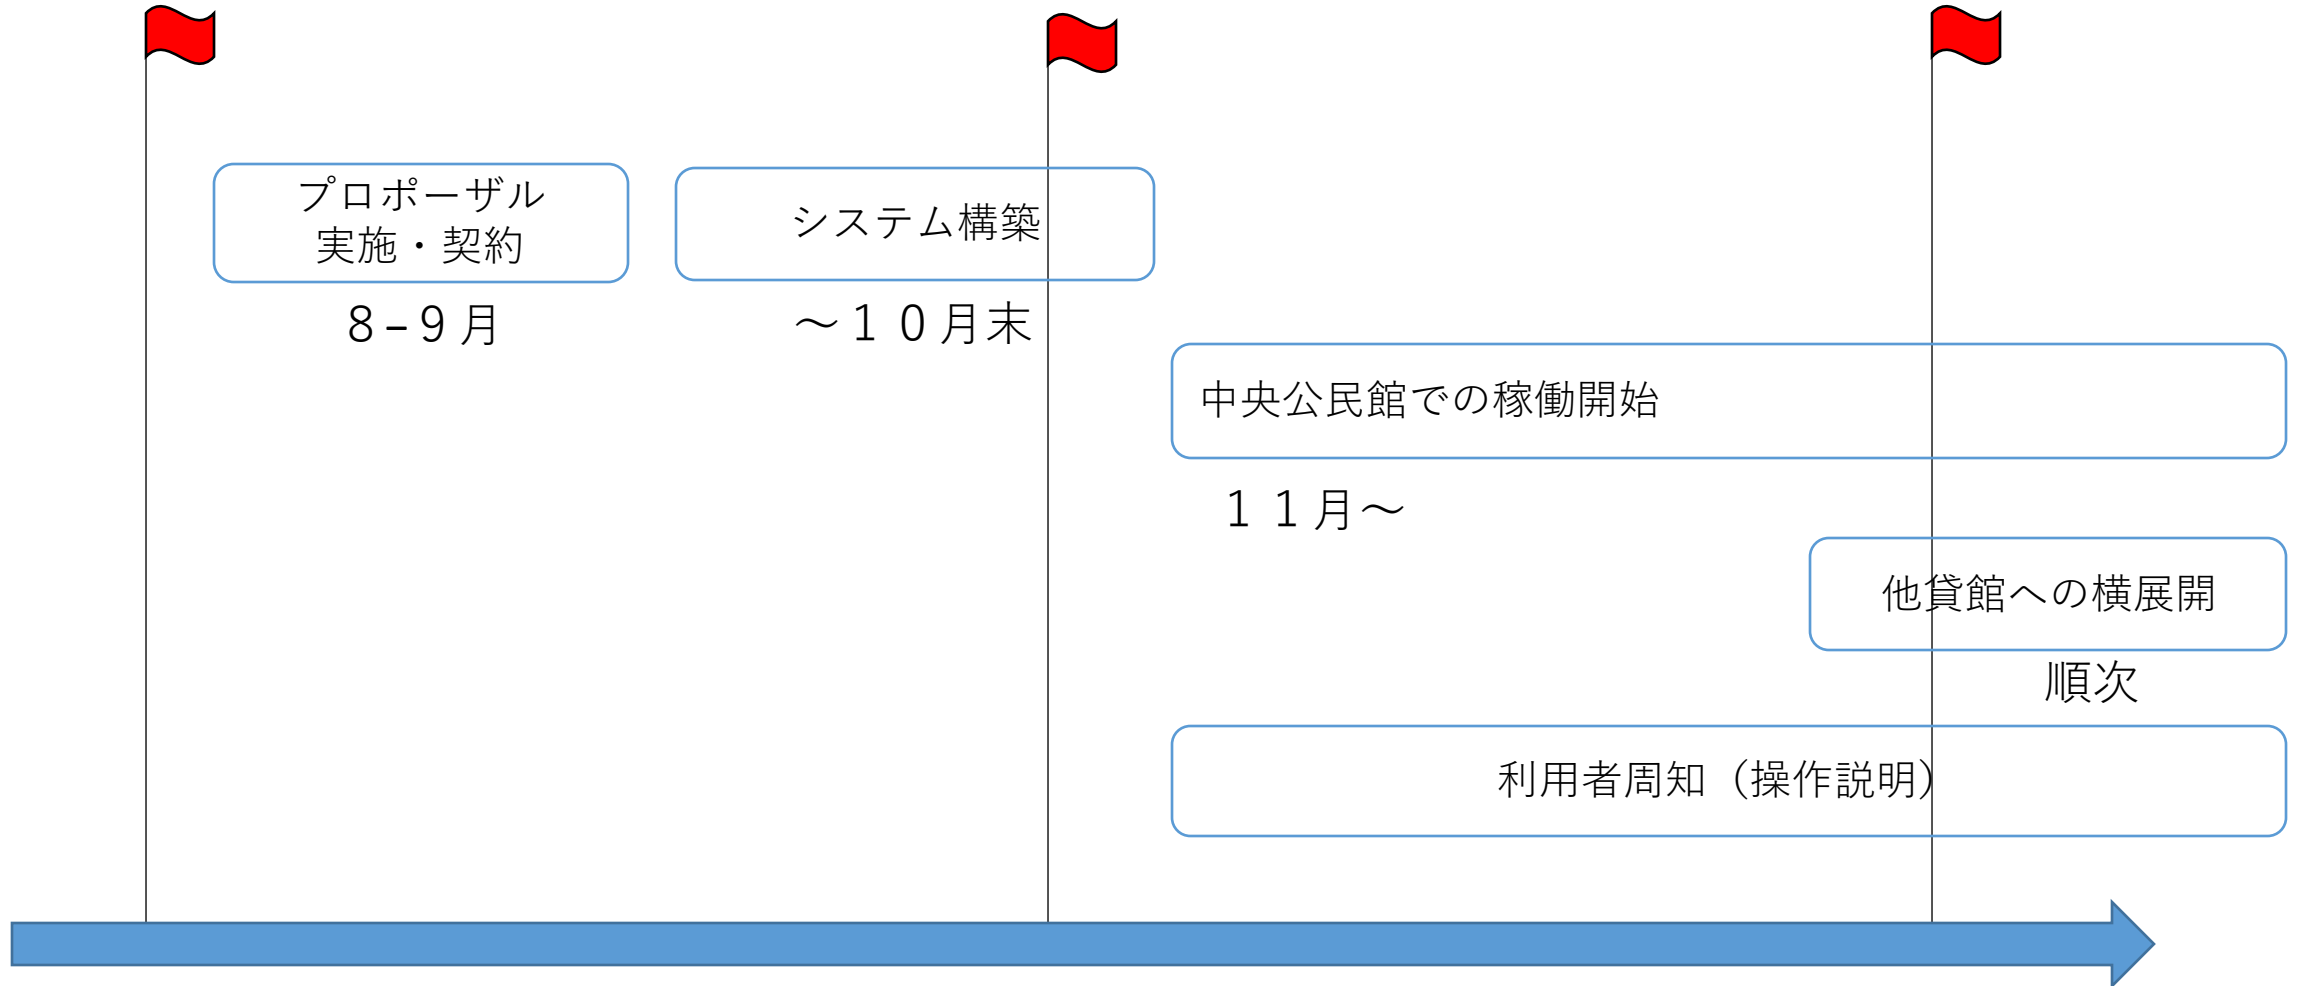 プロポーザル
実施・契約
8–9月
システム構築
～１０月末
中央公民館での稼働開始
１１月～
他貸館への横展開
順次
利用者周知（操作説明）